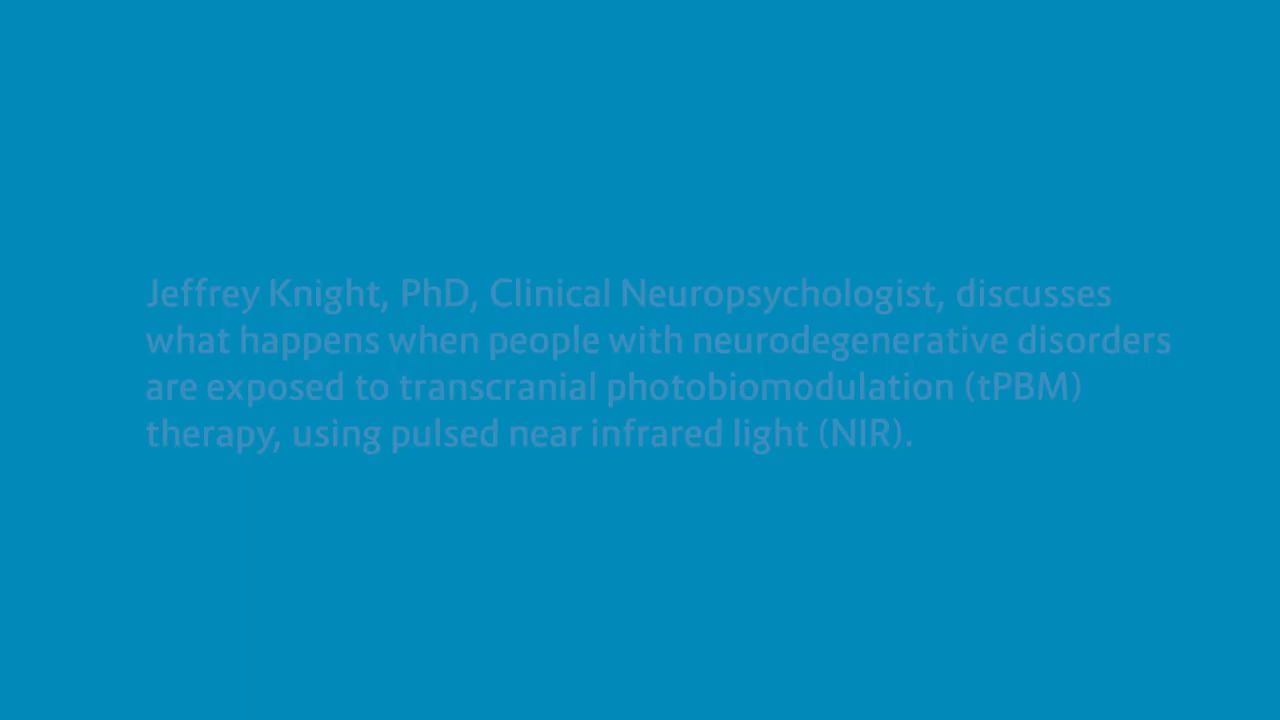 Jeffrey Knight, PhD, Clinical Neuropsychologist, discusses
what happens when people with neurodegenerative disorders
are exposed to transcranial photobiomodulation (tPBM)
therapy, using pulsed near infrared light (NIR).